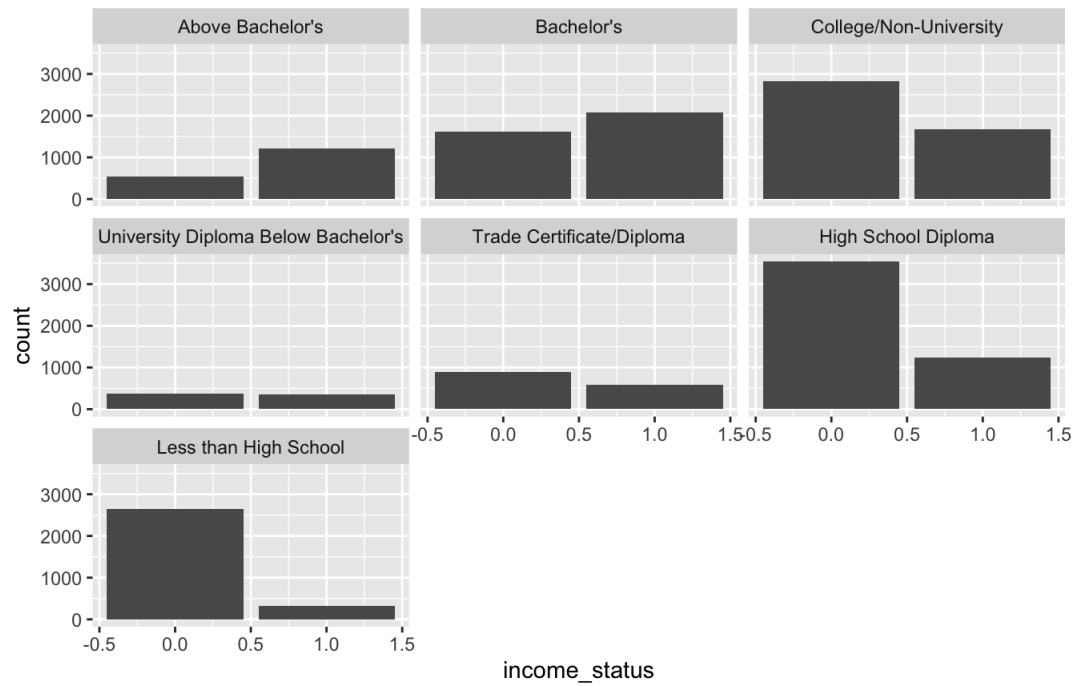 Above Bachelor's
Bachelor's
College/Non-University
3000
2000
1000
0
University Diploma Below Bachelor's
Trade Certificate/Diploma
High School Diploma
3000
2000
1000
0
-0.5 0.0 0.5 1.0 1.5
-0.5 0.0 0.5 1.0 1.5
Less than High School
3000
2000
1000
0
-0.5 0.0 0.5 1.0 1.5
count
income_status